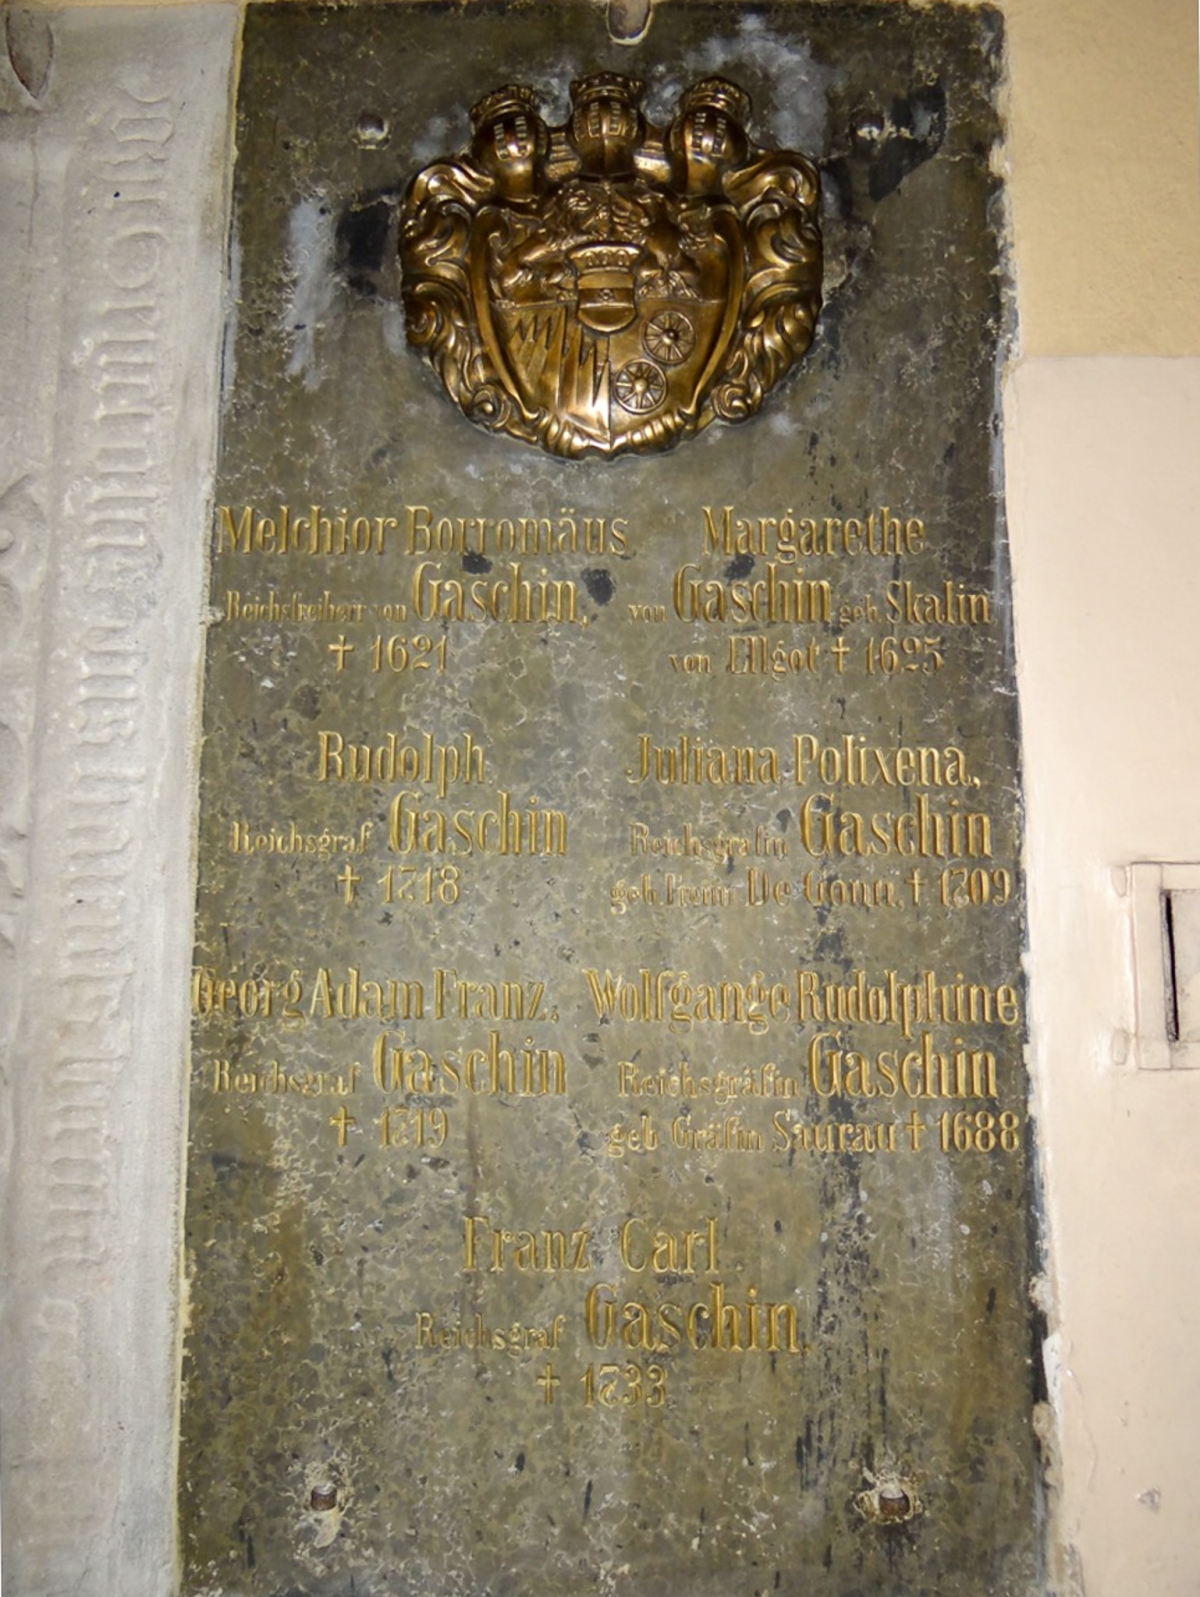 Melchior Borromäus
Reichsfreiherr von Gaschin,
✝ 1621
Margarethe
von Gaschin geb. Skalin
von Ellgot ✝ 1625
Rudolph
Reichsgraf Gaschin
✝ 1718
Juliana Polixena,
Reichsgräfin Gaschin
geb. De ✝ 1709
Georg Adam Franz,
Reichsgraf Gaschin
✝ 1719
Wolfgange Rudolphine
Reichsgräfin Gaschin
geb Gräfin Saurau ✝ 1688
Franz Carl
Reichsgraf Gaschin,
✝ 1733